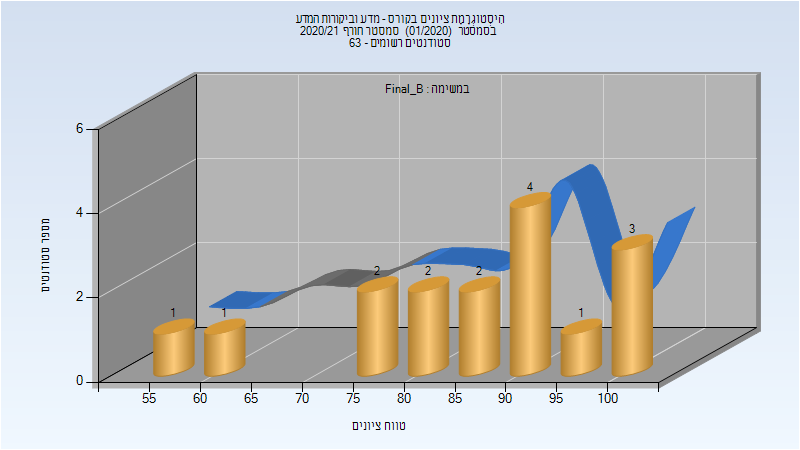 היסטוגרמת ציונים בקורס - מדע וביקורות המדע
בסמסטר (01/2020) סמסטר חורף 2020/21
סטודנטים רשומים - 63
במשימה : Final_B
מספר סטודנטים
6
4
2
0
1
1
2
2
2
4
1
3
55 60 65 70 75 80 85 90 95 100
טווח ציונים